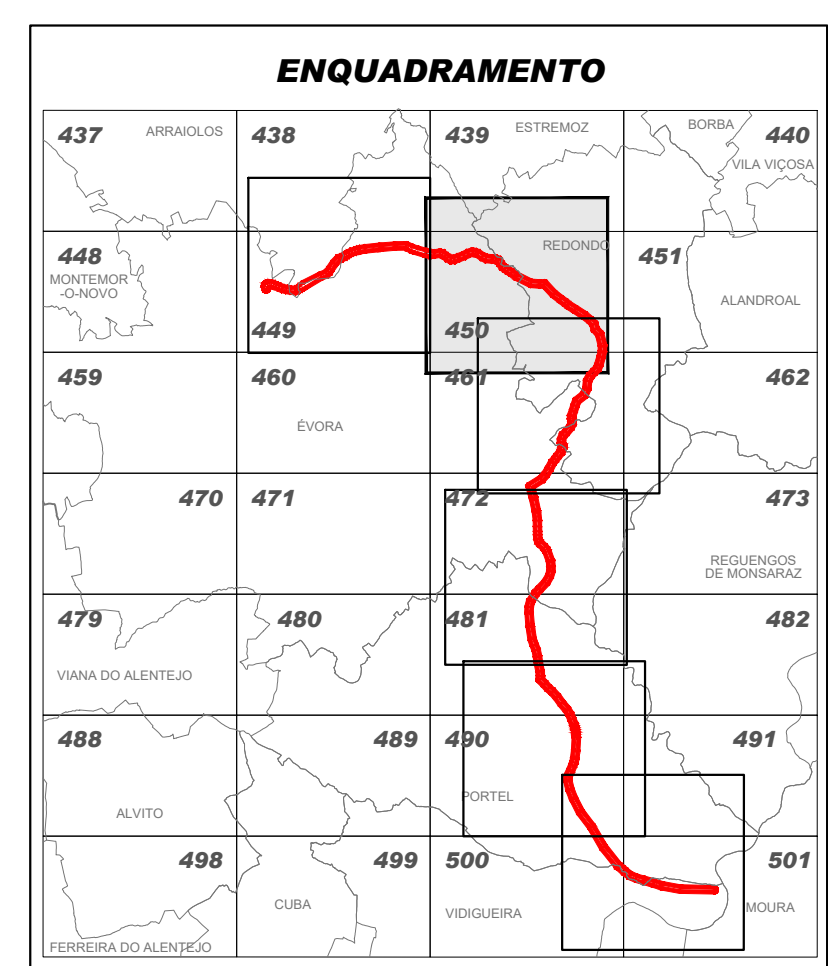 ENQUADRAMENTO
437
ARRAIOLOS
438
439
ESTREMOZ
BORBA
440
VILA VIÇOSA
448
MONTEMOR
-O-NOVO
449
450
REDONDO
451
ALANDROAL
459
460
461
462
ÉVORA
470
471
472
473
REGUENGOS
DE MONSARAZ
479
480
481
482
VIANA DO ALENTEJO
488
489
490
491
ALVITO
PORTEL
498
499
500
501
CUBA
VIDIGUEIRA
MOURA
FERREIRA DO ALENTEJO